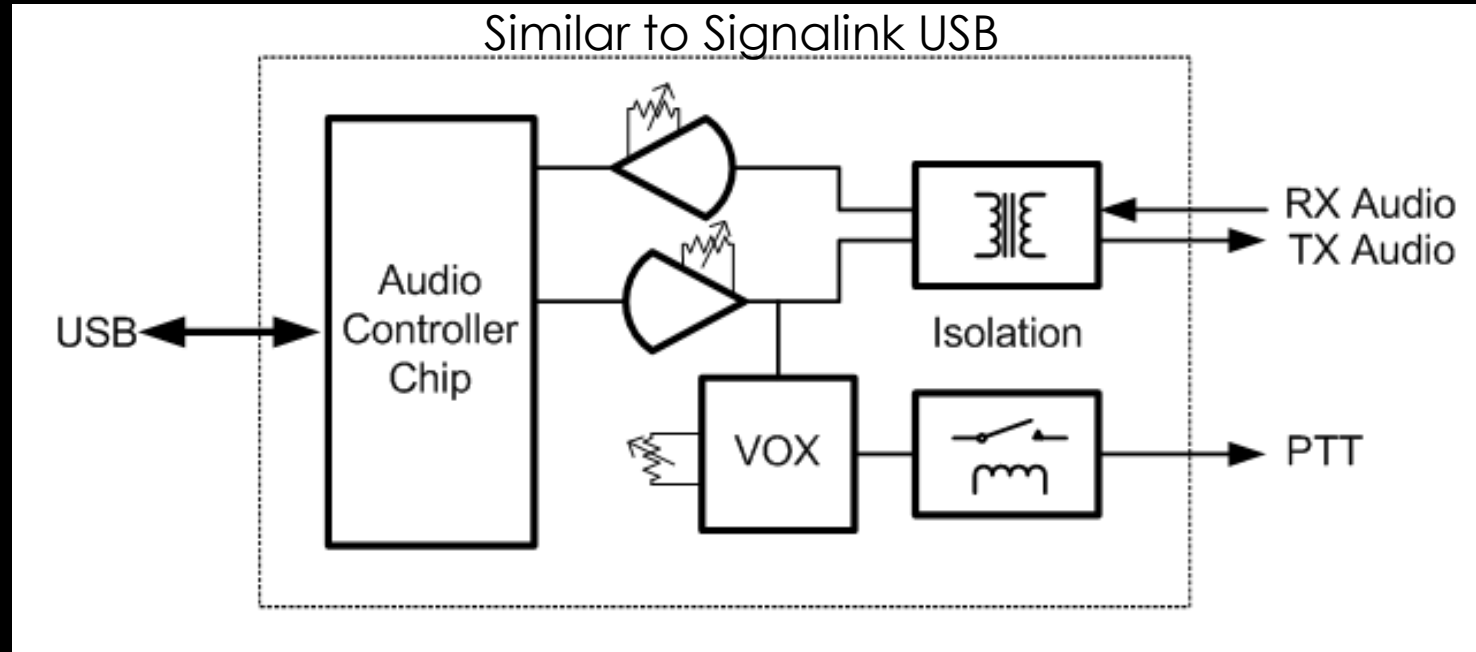 Similar to Signalink USB
RX Audio
TX Audio
Audio
Controller
Chip
USB
Isolation
VOX
PTT